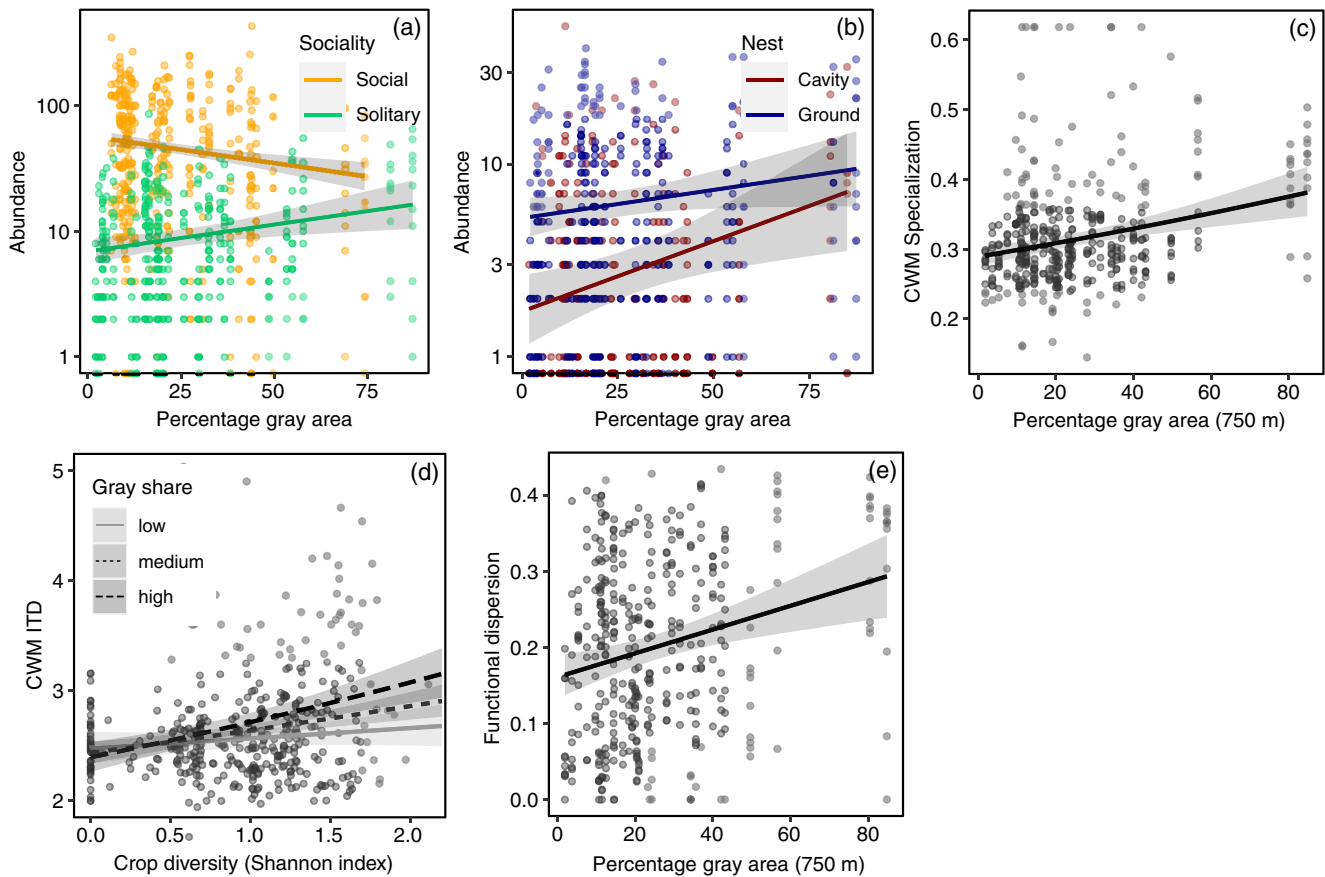 (a)
Sociality
Social
Solitary
100
10
1
Abundance
0
25
50
75
Percentage gray area
(b)
Nest
Cavity
Ground
30
10
3
1
Abundance
0
25
50
75
Percentage gray area
(c)
0.6
0.5
0.4
0.3
0.2
CWM Specialization
0
20
40
60
80
Percentage gray area (750 m)
(d)
Gray share
low
medium
high
5
4
3
2
CWM ITD
0.0
0.5
1.0
1.5
2.0
Crop diversity (Shannon index)
(e)
0.4
0.3
0.2
0.1
0.0
Functional dispersion
0
20
40
60
80
Percentage gray area (750 m)